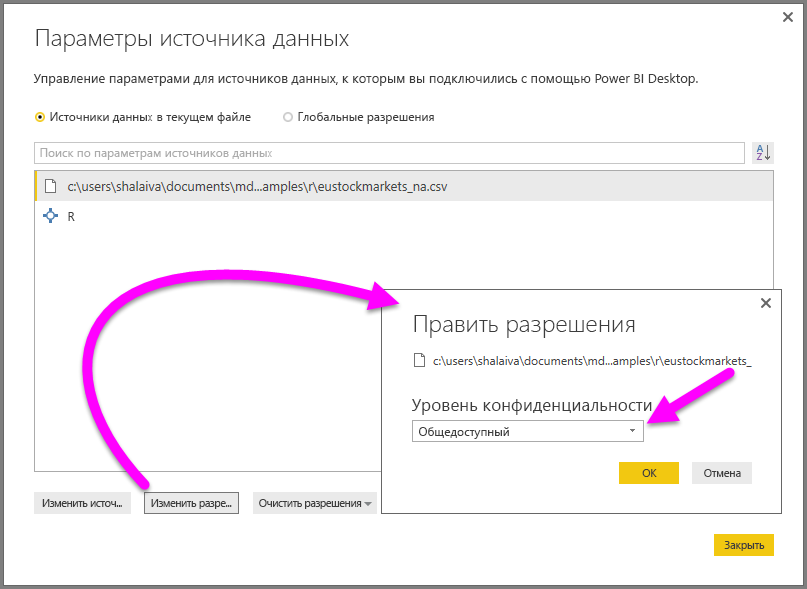 Параметры источника данных
Управление параметрами для источников данных, к которым вы подключились с помощью Power BI Desktop.
Источники данных в текущем файле Глобальные разрешения
Поиск по параметрам источников данных
c:\users\shalaiva\documents\md...amples\r\eustockmarkets_na.csv
R
Править разрешения
c:\users\shalaiva\documents\md...amples\r\eustockmarkets_
Уровень конфиденциальности
Общедоступный
ОК Отмена
Изменить источ... Изменить разре... Очистить разрешения
Закрыть